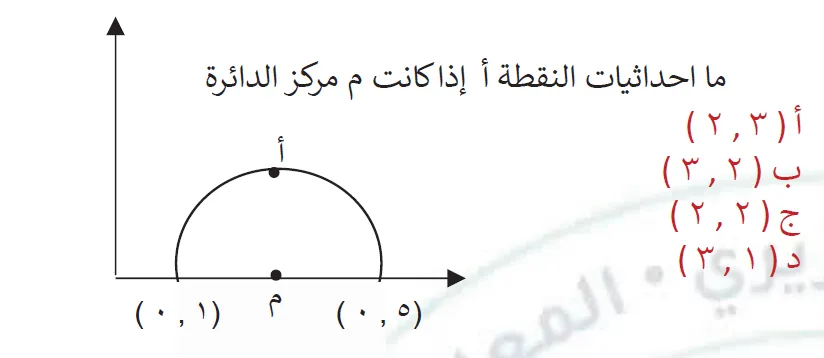 ما احداثيات النقطة أ إذا كانت م مركز الدائرة
أ ( ٣ , ٢ )
ب ( ٢ , ٣ )
ج ( ٢ , ٢ )
د ( ١ , ٣ )
أ
م
(١ , ٠ )
(٥ , ٠ )